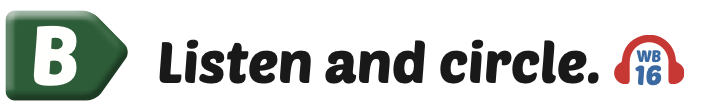 B Listen and circle. WB 16